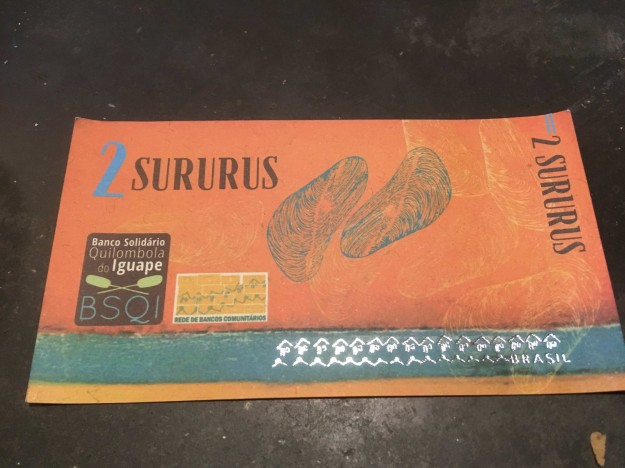 2 SURURUS
2 SURURUS
Banco Solidário
Quilombola
do Iguape
BSQI
REDE DE BANCOS COMUNITÁRIOS
BRASIL